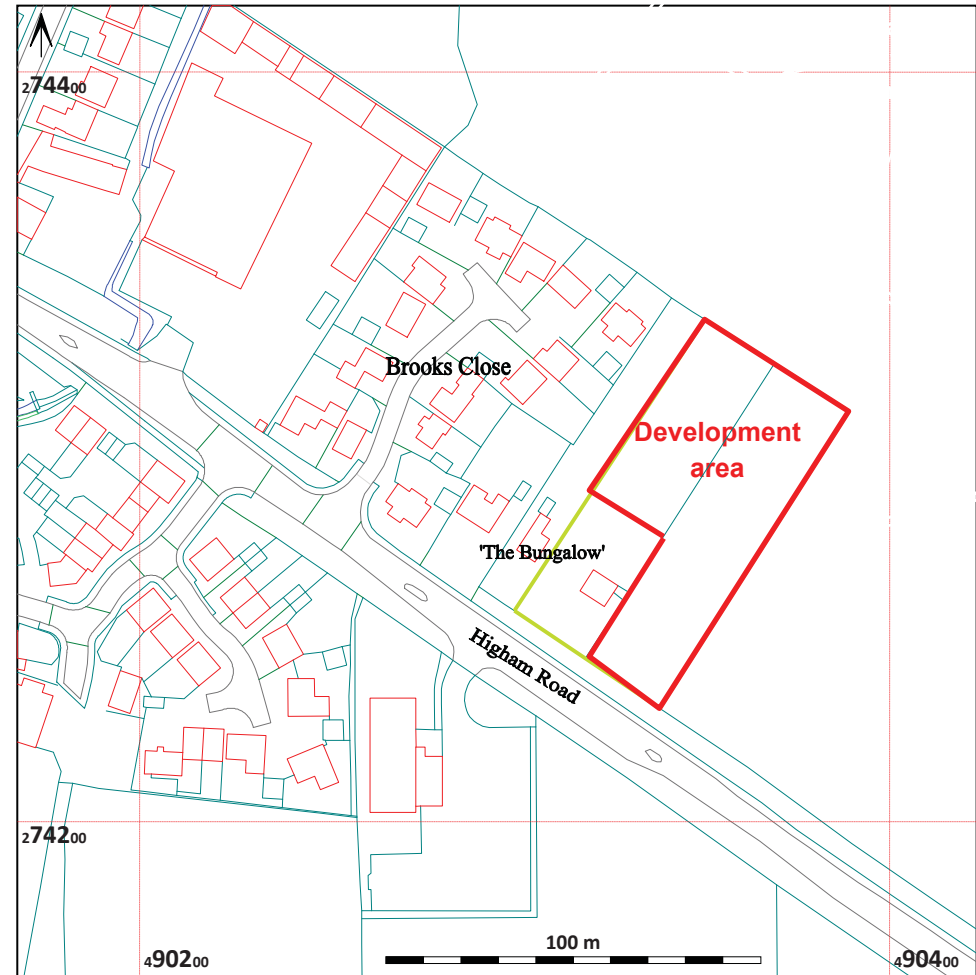 274400
Brooks Close
Development
area
'The Bungalow'
Higham Road
274200
100 m
490200
490400